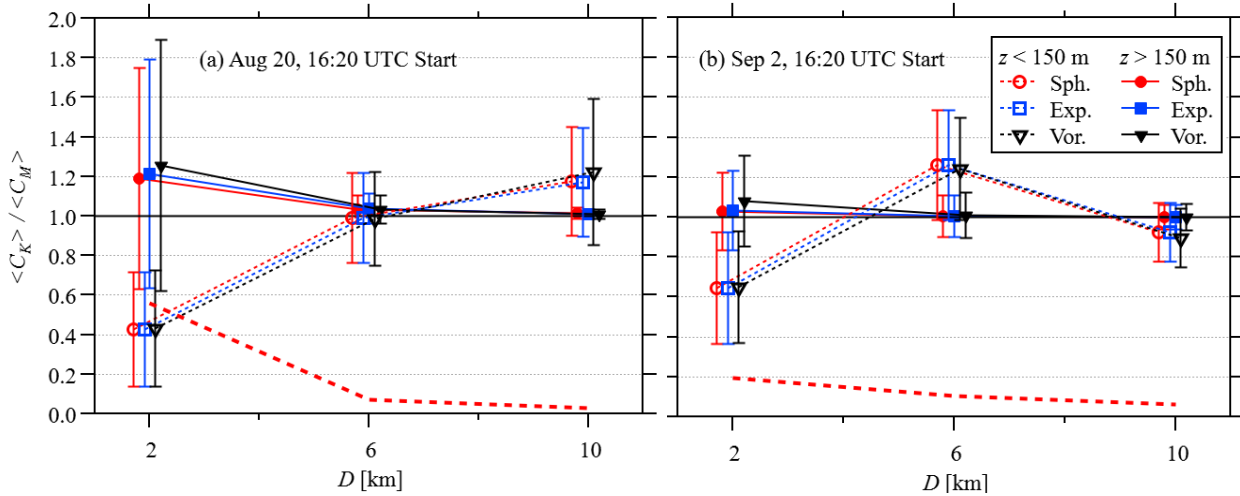 2.0
1.8
1.6
1.4
1.2
1.0
0.8
0.6
0.4
0.2
0.0
<C_K> / <C_M>
(a) Aug 20, 16:20 UTC Start
2 6 10
D [km]
(b) Sep 2, 16:20 UTC Start
z < 150 m z > 150 m
Sph. Sph.
Exp. Exp.
Vor. Vor.
2 6 10
D [km]